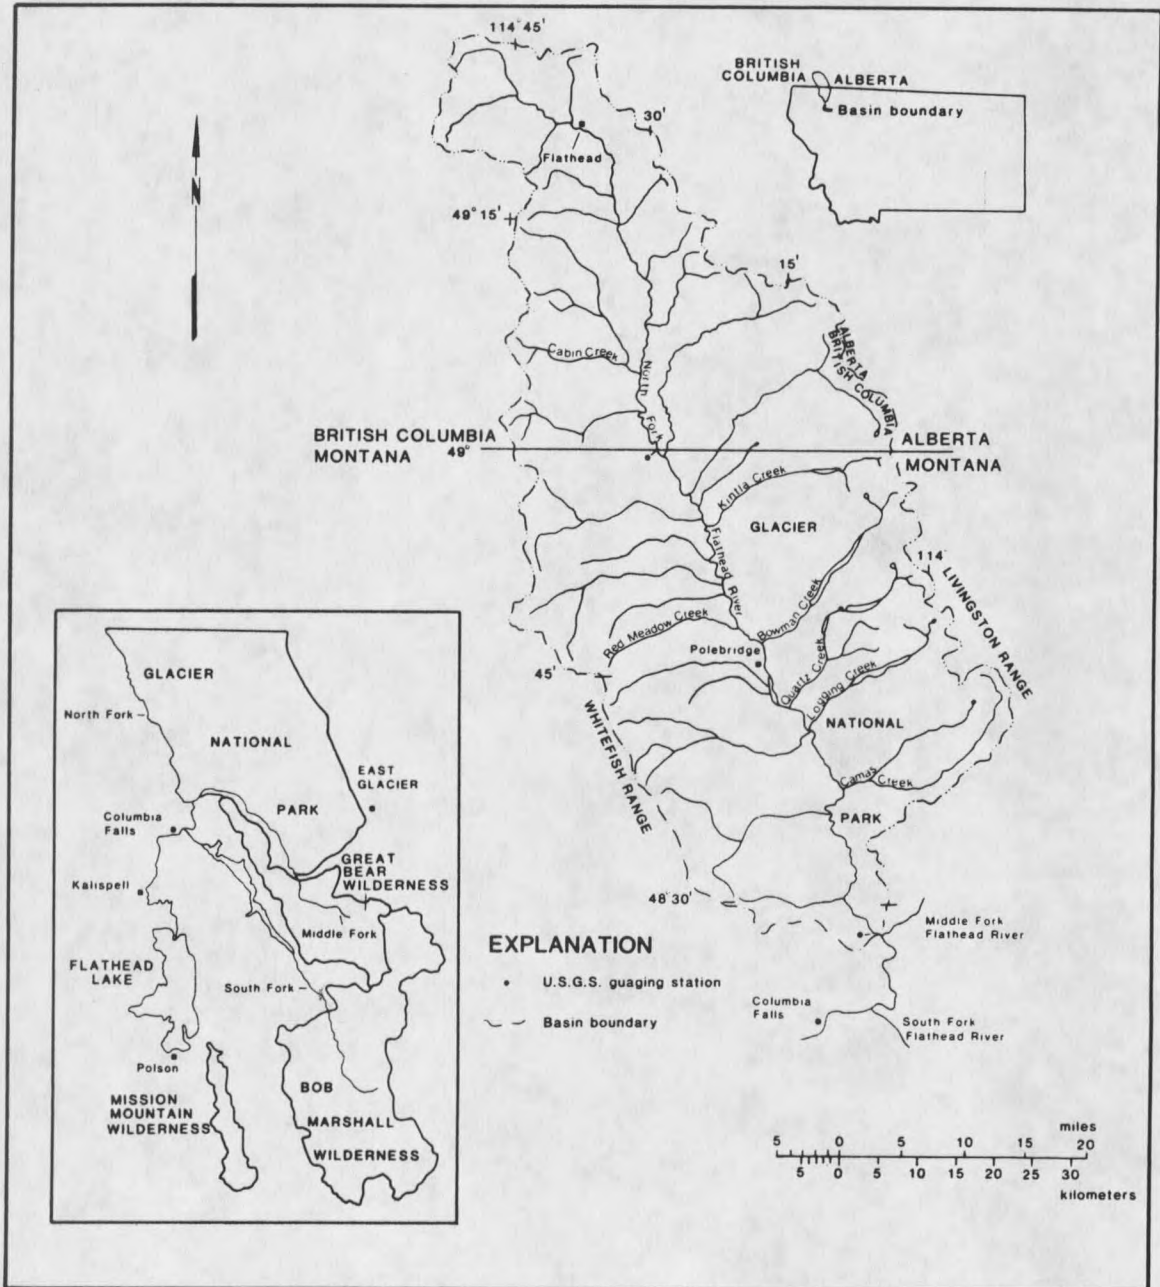 114° 45'
BRITISH
COLUMBIA
ALBERTA
Basin boundary
30'
Flathead
N
49° 15'
15'
ALBERTA
BRITISH COLUMBIA
Cabin Creek
North Fork
BRITISH COLUMBIA
MONTANA
49°
ALBERTA
MONTANA
Kintla Creek
GLACIER
Flathead River
114
LIVINGSTON RANGE
Bowman Creek
Red Meadow Creek
Polebridge
45'
Quartz Creek
Logging Creek
NATIONAL
WHITEFISH RANGE
Camas Creek
PARK
48° 30'
Middle Fork
Flathead River
Columbia
Falls
South Fork
Flathead River
GLACIER
North Fork
NATIONAL
EAST
GLACIER
PARK
Columbia
Falls
GREAT
BEAR
WILDERNESS
Kalispell
Middle Fork
FLATHEAD
LAKE
South Fork
Polson
BOB
MARSHALL
WILDERNESS
MISSION
MOUNTAIN
WILDERNESS
EXPLANATION
U.S.G.S. guaging station
Basin boundary
miles
5 0 5 10 15 20
5 5 10 15 20 25 30
kilometers